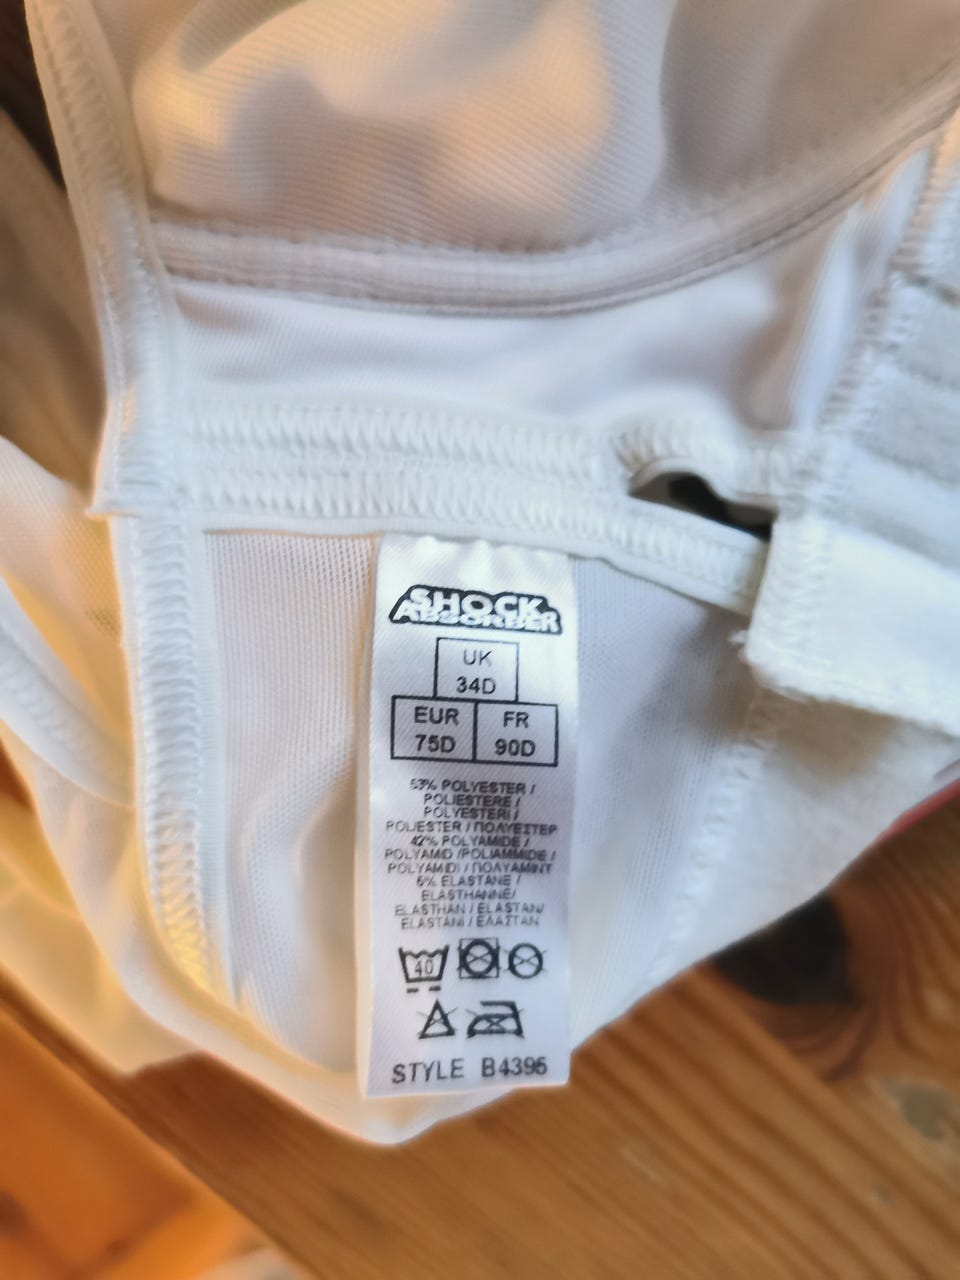 SHOCK
ABSORBER
UK
34D
EUR FR
75D 90D
53% POLYESTER /
POLIESTERE /
POLYESTERI /
POLIESTER / ΠΟΛΥΕΣΤΕΡ
42% POLYAMIDE /
POLYAMID /POLIAMMIDE /
POLYAMIDI / ΠΟΛΥΑΜΙΝΤ
5% ELASTANE /
ELASTHANNE/
ELASTHAN / ELASTAN/
ELASTANI / ΕΛΑΣΤΑΝ
40
STYLE B4395